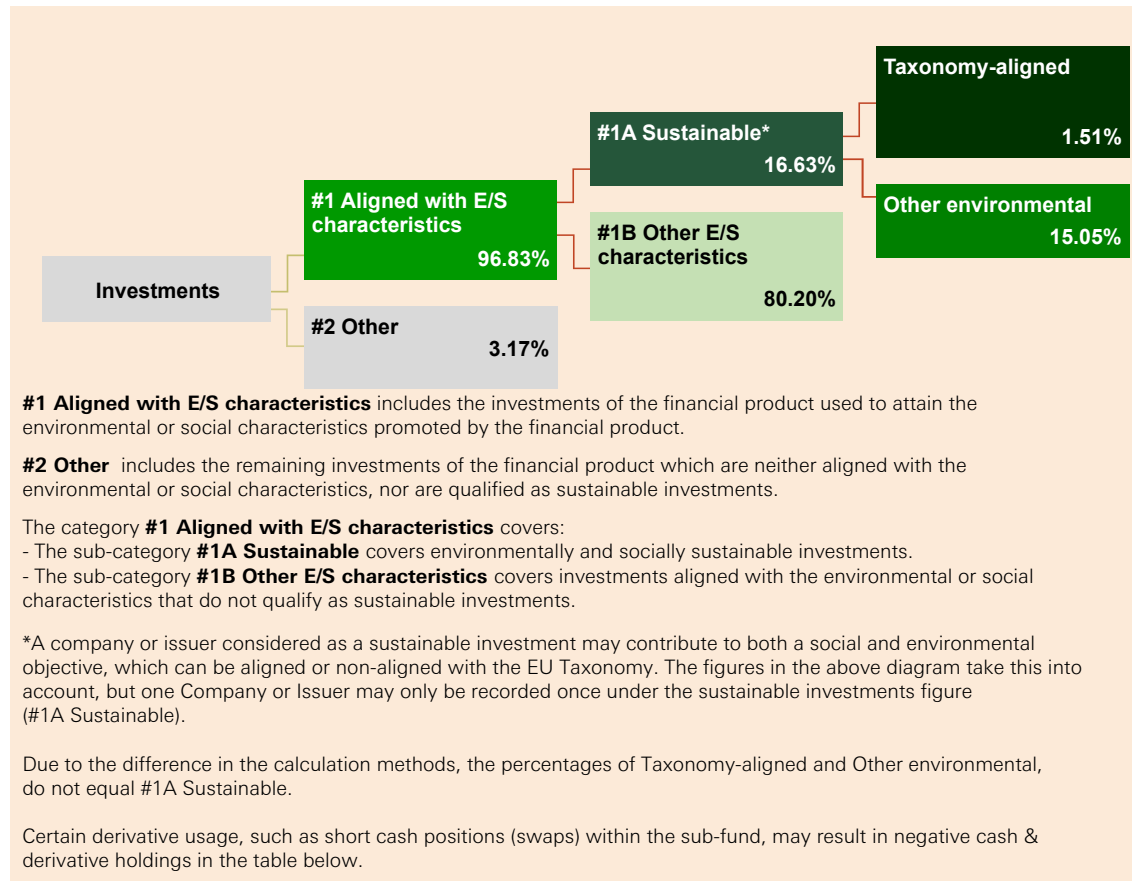 Taxonomy-aligned
1.51%
#1A Sustainable*
16.63%
Other environmental
15.05%
#1 Aligned with E/S
characteristics
96.83%
#1B Other E/S
characteristics
80.20%
Investments
#2 Other
3.17%
#1 Aligned with E/S characteristics includes the investments of the financial product used to attain the
environmental or social characteristics promoted by the financial product.
#2 Other includes the remaining investments of the financial product which are neither aligned with the
environmental or social characteristics, nor are qualified as sustainable investments.
The category #1 Aligned with E/S characteristics covers:
- The sub-category #1A Sustainable covers environmentally and socially sustainable investments.
- The sub-category #1B Other E/S characteristics covers investments aligned with the environmental or social
characteristics that do not qualify as sustainable investments.
*A company or issuer considered as a sustainable investment may contribute to both a social and environmental
objective, which can be aligned or non-aligned with the EU Taxonomy. The figures in the above diagram take this into
account, but one Company or Issuer may only be recorded once under the sustainable investments figure
(#1A Sustainable).
Due to the difference in the calculation methods, the percentages of Taxonomy-aligned and Other environmental,
do not equal #1A Sustainable.
Certain derivative usage, such as short cash positions (swaps) within the sub-fund, may result in negative cash &
derivative holdings in the table below.